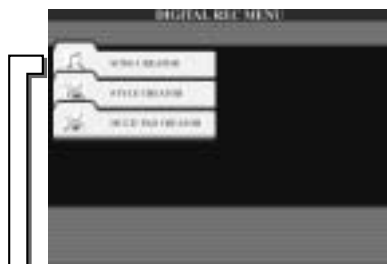 DIGITAL REC MENU
SONG CREATOR
STYLE CREATOR
MULTI PAD CREATOR